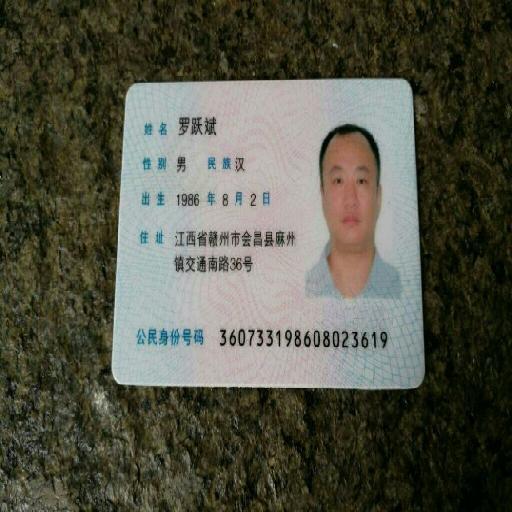 姓名 罗跃斌
性别 男 民族 汉
出生 1986 年 8 月 2 日
住址 江西省赣州市会昌县麻州
镇交通南路36号
公民身份号码 360733198608023619